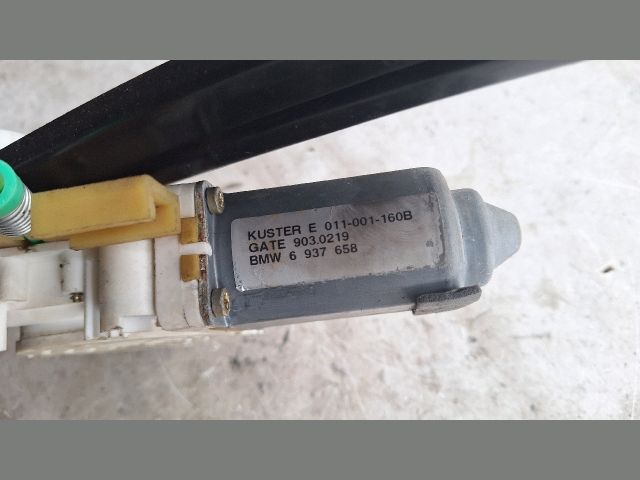 KUSTER E 011-001-160B
GATE 903.0219
BMW 6 937 658